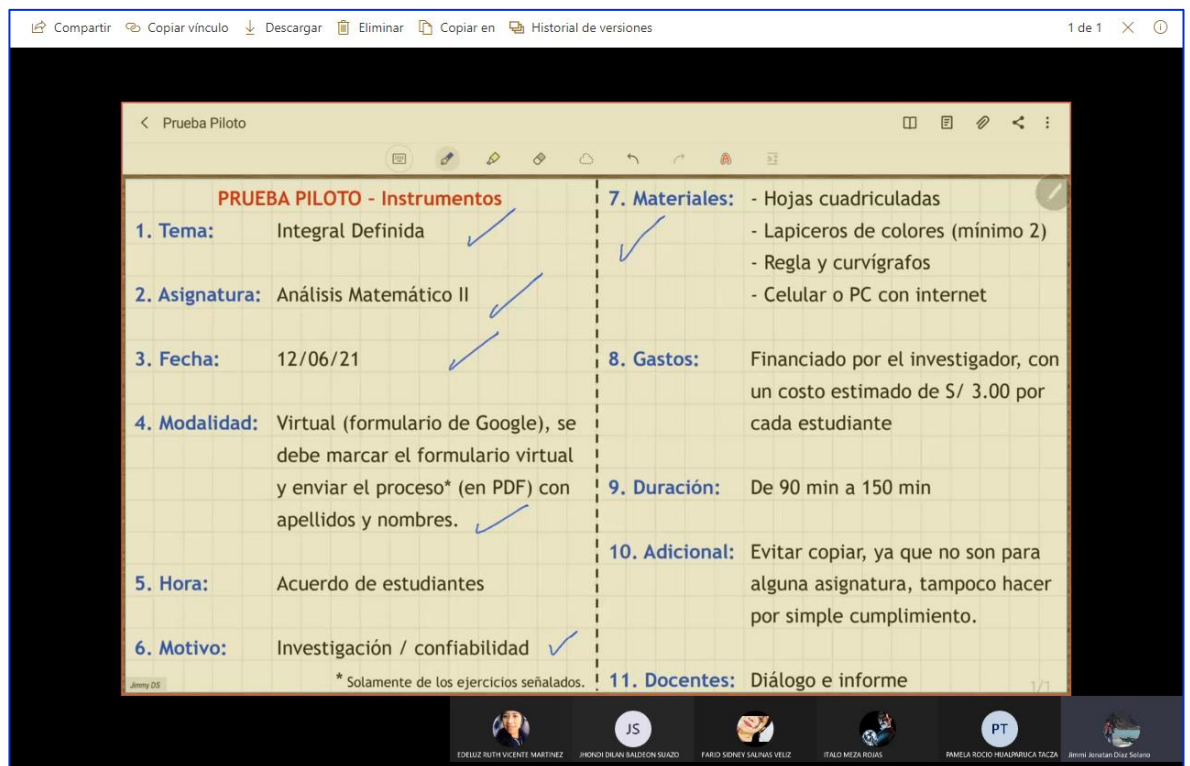 Compartir Copiar vínculo Descargar Eliminar Copiar en Historial de versiones 1 de 1
Prueba Piloto
PRUEBA PILOTO - Instrumentos
1. Tema: Integral Definida
2. Asignatura: Análisis Matemático II
3. Fecha: 12/06/21
4. Modalidad: Virtual (formulario de Google), se
debe marcar el formulario virtual
y enviar el proceso* (en PDF) con
apellidos y nombres.
5. Hora: Acuerdo de estudiantes
6. Motivo: Investigación / confiabilidad
* Solamente de los ejercicios señalados.
Jimmy DS
7. Materiales: - Hojas cuadriculadas
- Lapiceros de colores (mínimo 2)
- Regla y curvígrafos
- Celular o PC con internet
8. Gastos: Financiado por el investigador, con
un costo estimado de S/ 3.00 por
cada estudiante
9. Duración: De 90 min a 150 min
10. Adicional: Evitar copiar, ya que no son para
alguna asignatura, tampoco hacer
por simple cumplimiento.
11. Docentes: Diálogo e informe
1/1
JS PT
EDELUZ RUTH VICENTE MARTINEZ JHONDI DILAN BALDEON SUAZO FARID SIDNEY SALINAS VELIZ ITALO MEZA ROJAS PAMELA ROCIO HUALPARUCA TACZA Jimmi Jonatan Diaz Solano